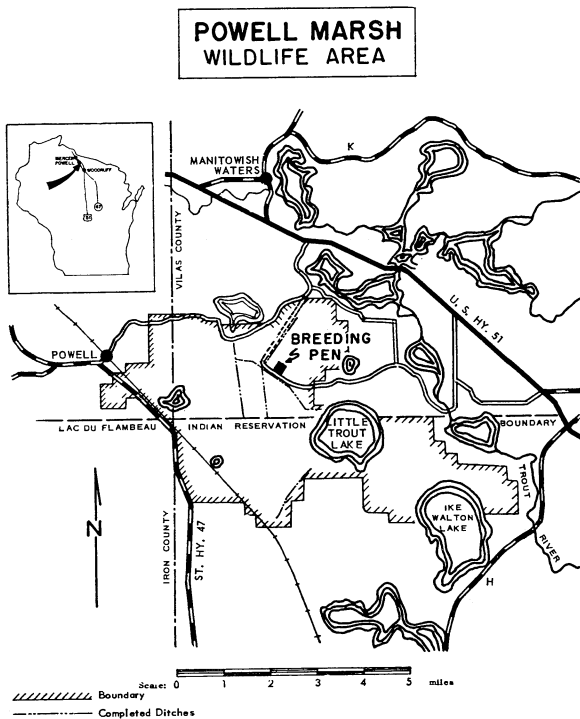 POWELL MARSH
WILDLIFE AREA
MERCER
POWELL
WOODRUFF
47
51
MANITOWISH
WATERS
K
VILAS COUNTY
U. S. HY. 51
BREEDING
PEN
POWELL
LAC DU FLAMBEAU INDIAN RESERVATION BOUNDARY
LITTLE
TROUT
LAKE
TROUT
RIVER
IKE
WALTON
LAKE
N
IRON COUNTY
ST. HY. 47
H
Scale: 0 1 2 3 4 5 miles
Boundary
Completed Ditches